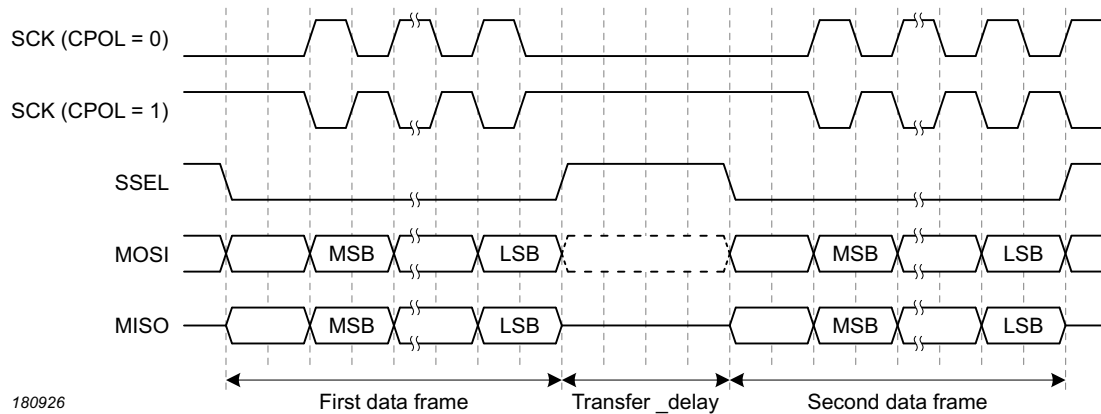 SCK (CPOL = 0)
SCK (CPOL = 1)
SSEL
MOSI MSB LSB MSB LSB
MISO MSB LSB MSB LSB
First data frame Transfer _delay Second data frame
180926